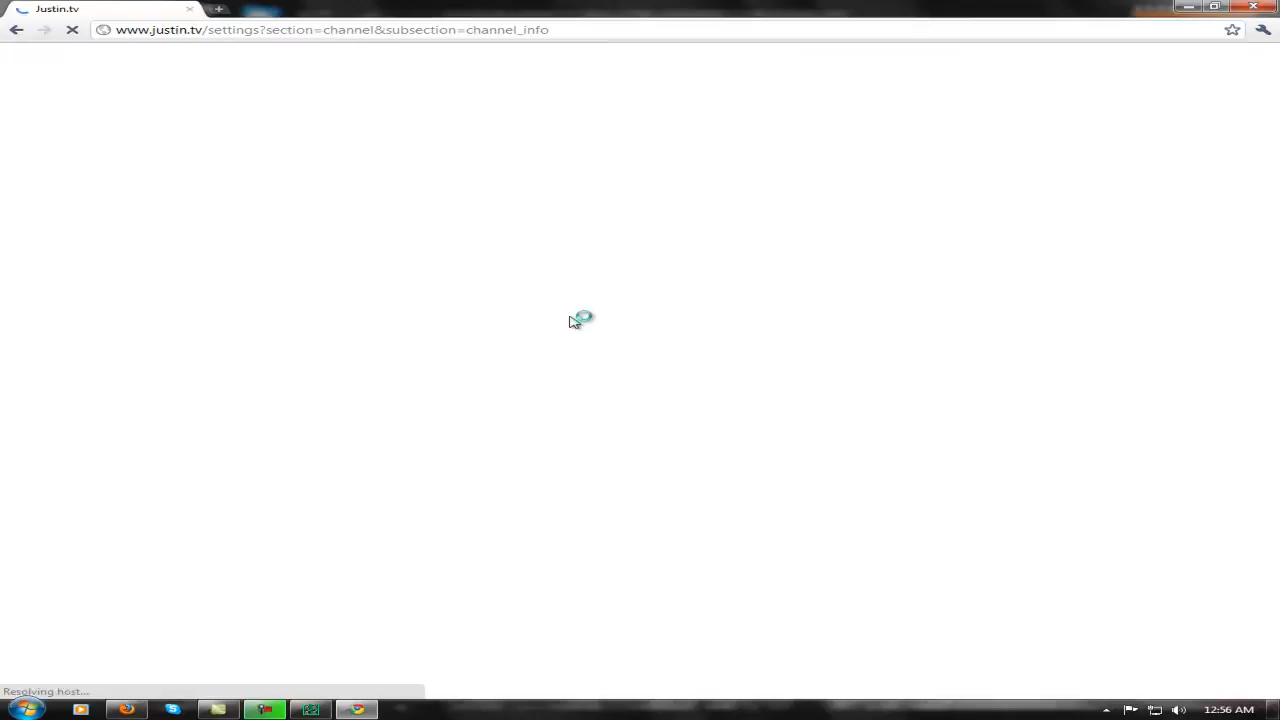 Justin.tv
www.justin.tv/settings?section=channel&subsection=channel_info
Resolving host...
12:56 AM